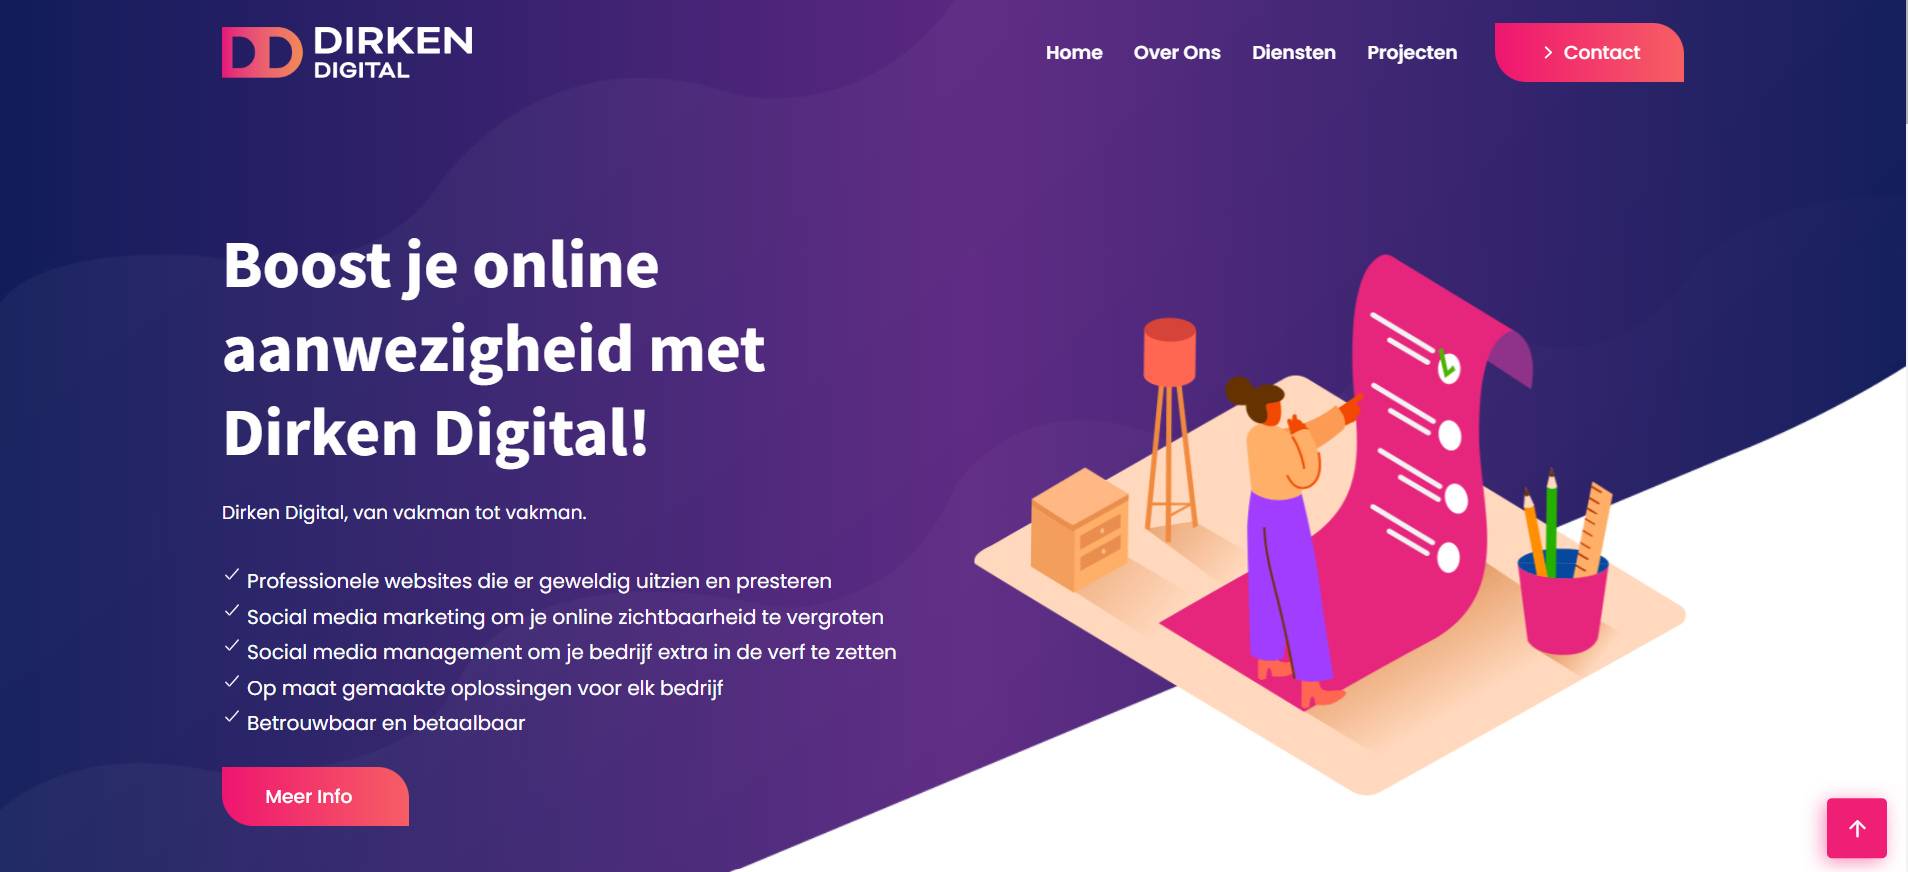 DIRKEN
DIGITAL
Home
Over Ons
Diensten
Projecten
Contact
Boost je online
aanwezigheid met
Dirken Digital!
Dirken Digital, van vakman tot vakman.
Professionele websites die er geweldig uitzien en presteren
Social media marketing om je online zichtbaarheid te vergroten
Social media management om je bedrijf extra in de verf te zetten
Op maat gemaakte oplossingen voor elk bedrijf
Betrouwbaar en betaalbaar
Meer Info